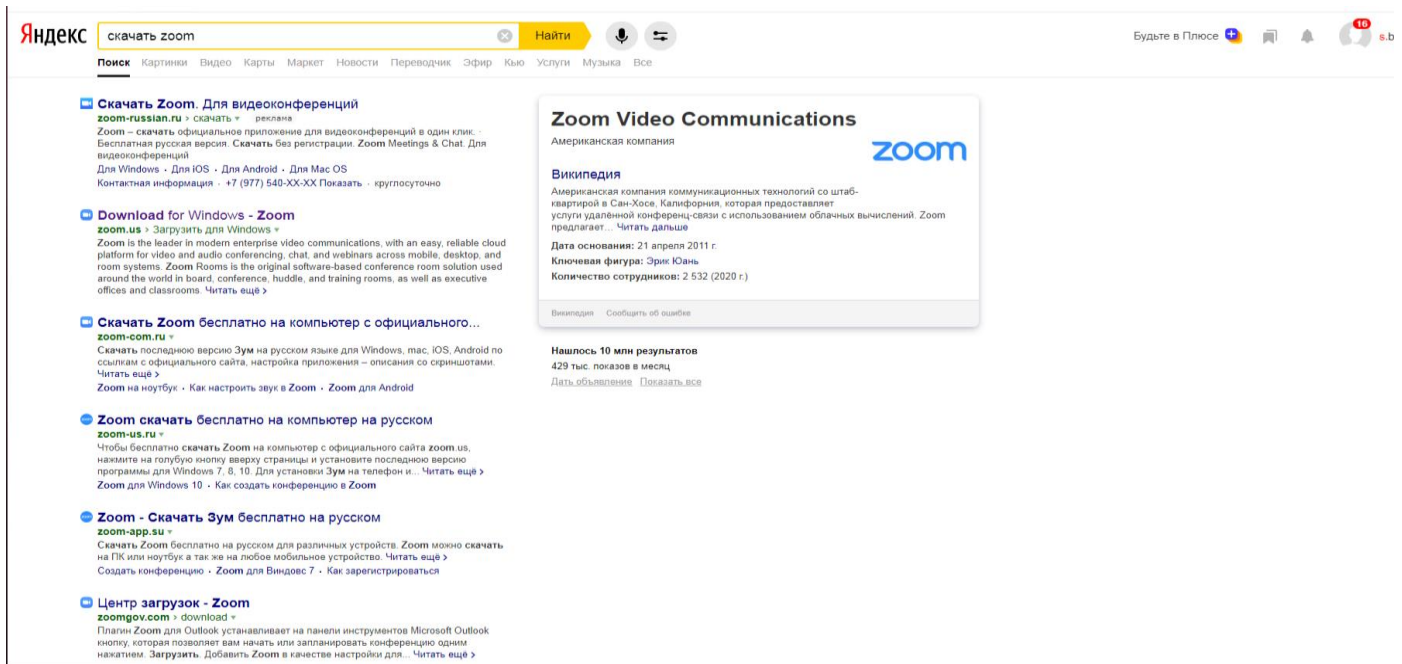 Яндекс
скачать zoom
Найти
Будьте в Плюсе
16
s.b
Поиск Картинки Видео Карты Маркет Новости Переводчик Эфир Кью Услуги Музыка Все
Скачать Zoom. Для видеоконференций
zoom-russian.ru › скачать реклама
Zoom – скачать официальное приложение для видеоконференций в один клик. ·
Бесплатная русская версия. Скачать без регистрации. Zoom Meetings & Chat. Для
видеоконференций
Для Windows · Для iOS · Для Android · Для Mac OS
Контактная информация · +7 (977) 540-XX-XX Показать · круглосуточно
Download for Windows - Zoom
zoom.us › Загрузить для Windows
Zoom is the leader in modern enterprise video communications, with an easy, reliable cloud
platform for video and audio conferencing, chat, and webinars across mobile, desktop, and
room systems. Zoom Rooms is the original software-based conference room solution used
around the world in board, conference, huddle, and training rooms, as well as executive
offices and classrooms. Читать ещё ›
Скачать Zoom бесплатно на компьютер с официального...
zoom-com.ru
Скачать последнюю версию Зум на русском языке для Windows, mac, iOS, Android по
ссылкам с официального сайта, настройка приложения – описания со скриншотами.
Читать ещё ›
Zoom на ноутбук · Как настроить звук в Zoom · Zoom для Android
Zoom скачать бесплатно на компьютер на русском
zoom-us.ru
Чтобы бесплатно скачать Zoom на компьютер с официального сайта zoom.us,
нажмите на голубую кнопку вверху страницы и установите последнюю версию
программы для Windows 7, 8, 10. Для установки Зум на телефон и... Читать ещё ›
Zoom для Windows 10 · Как создать конференцию в Zoom
Zoom - Скачать Зум бесплатно на русском
zoom-app.su
Скачать Zoom бесплатно на русском для различных устройств. Zoom можно скачать
на ПК или ноутбук а так же на любое мобильное устройство. Читать ещё ›
Создать конференцию · Zoom для Виндовс 7 · Как зарегистрироваться
Центр загрузок - Zoom
zoomgov.com › download
Плагин Zoom для Outlook устанавливает на панели инструментов Microsoft Outlook
кнопку, которая позволяет вам начать или запланировать конференцию одним
нажатием. Загрузить. Добавить Zoom в качестве настройки для... Читать ещё ›
Zoom Video Communications
Американская компания
zoom
Википедия
Американская компания коммуникационных технологий со штаб-
квартирой в Сан-Хосе, Калифорния, которая предоставляет
услуги удалённой конференц-связи с использованием облачных вычислений. Zoom
предлагает... Читать дальше
Дата основания: 21 апреля 2011 г.
Ключевая фигура: Эрик Юань
Количество сотрудников: 2 532 (2020 г.)
Википедия Сообщить об ошибке
Нашлось 10 млн результатов
429 тыс. показов в месяц
Дать объявление Показать все